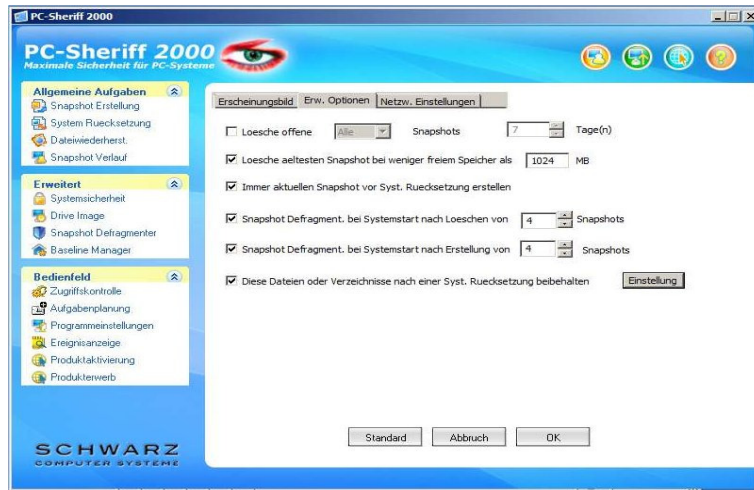 PC-Sheriff 2000
PC-Sheriff 2000
Maximale Sicherheit für PC-Systeme
Allgemeine Aufgaben
Snapshot Erstellung
System Ruecksetzung
Dateiwiederherst.
Snapshot Verlauf
Erweitert
Systemsicherheit
Drive Image
Snapshot Defragmenter
Baseline Manager
Bedienfeld
Zugriffskontrolle
Aufgabenplanung
Programmeinstellungen
Ereignisanzeige
Produktaktivierung
Produkterwerb
SCHWARZ
COMPUTER SYSTEME
Erscheinungsbild Erw. Optionen Netzw. Einstellungen
Loesche offene Alle Snapshots 7 Tage(n)
Loesche aeltesten Snapshot bei weniger freiem Speicher als 1024 MB
Immer aktuellen Snapshot vor Syst. Ruecksetzung erstellen
Snapshot Defragment. bei Systemstart nach Loeschen von 4 Snapshots
Snapshot Defragment. bei Systemstart nach Erstellung von 4 Snapshots
Diese Dateien oder Verzeichnisse nach einer Syst. Ruecksetzung beibehalten Einstellung
Standard Abbruch OK